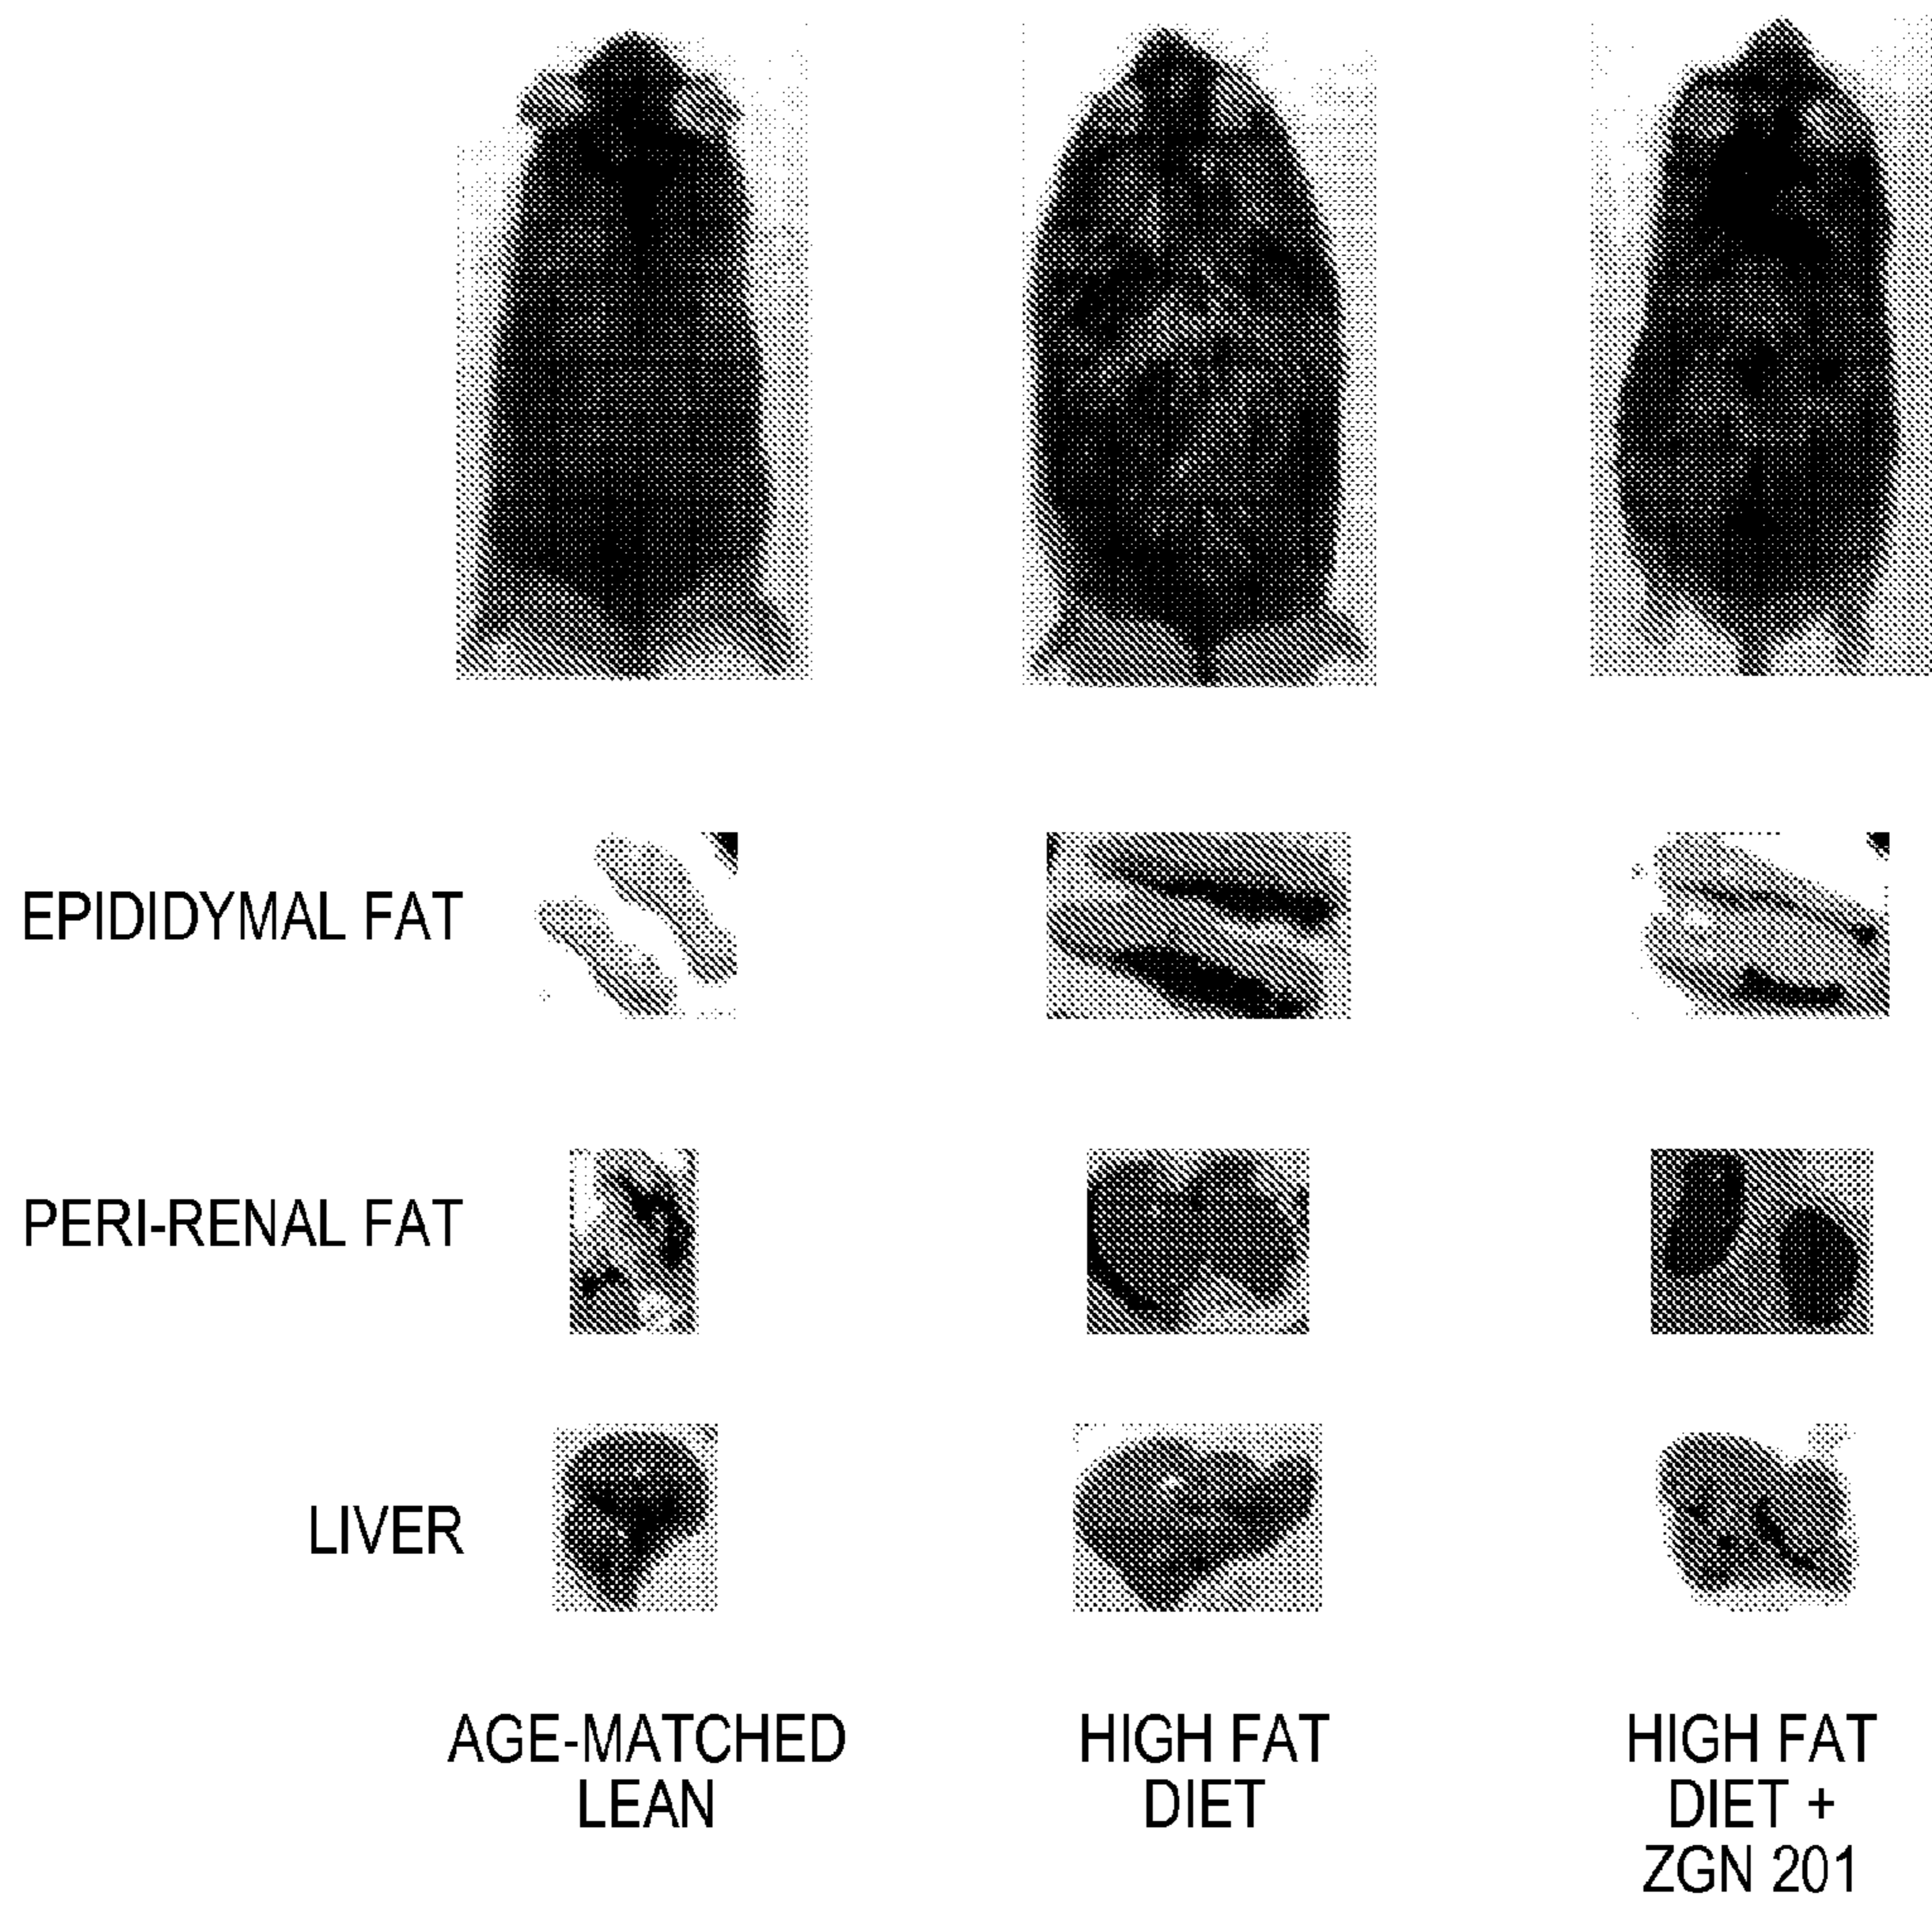 EPIDIDYMAL FAT
PERI-RENAL FAT
LIVER
AGE-MATCHED
LEAN
HIGH FAT
DIET
HIGH FAT
DIET +
ZGN 201